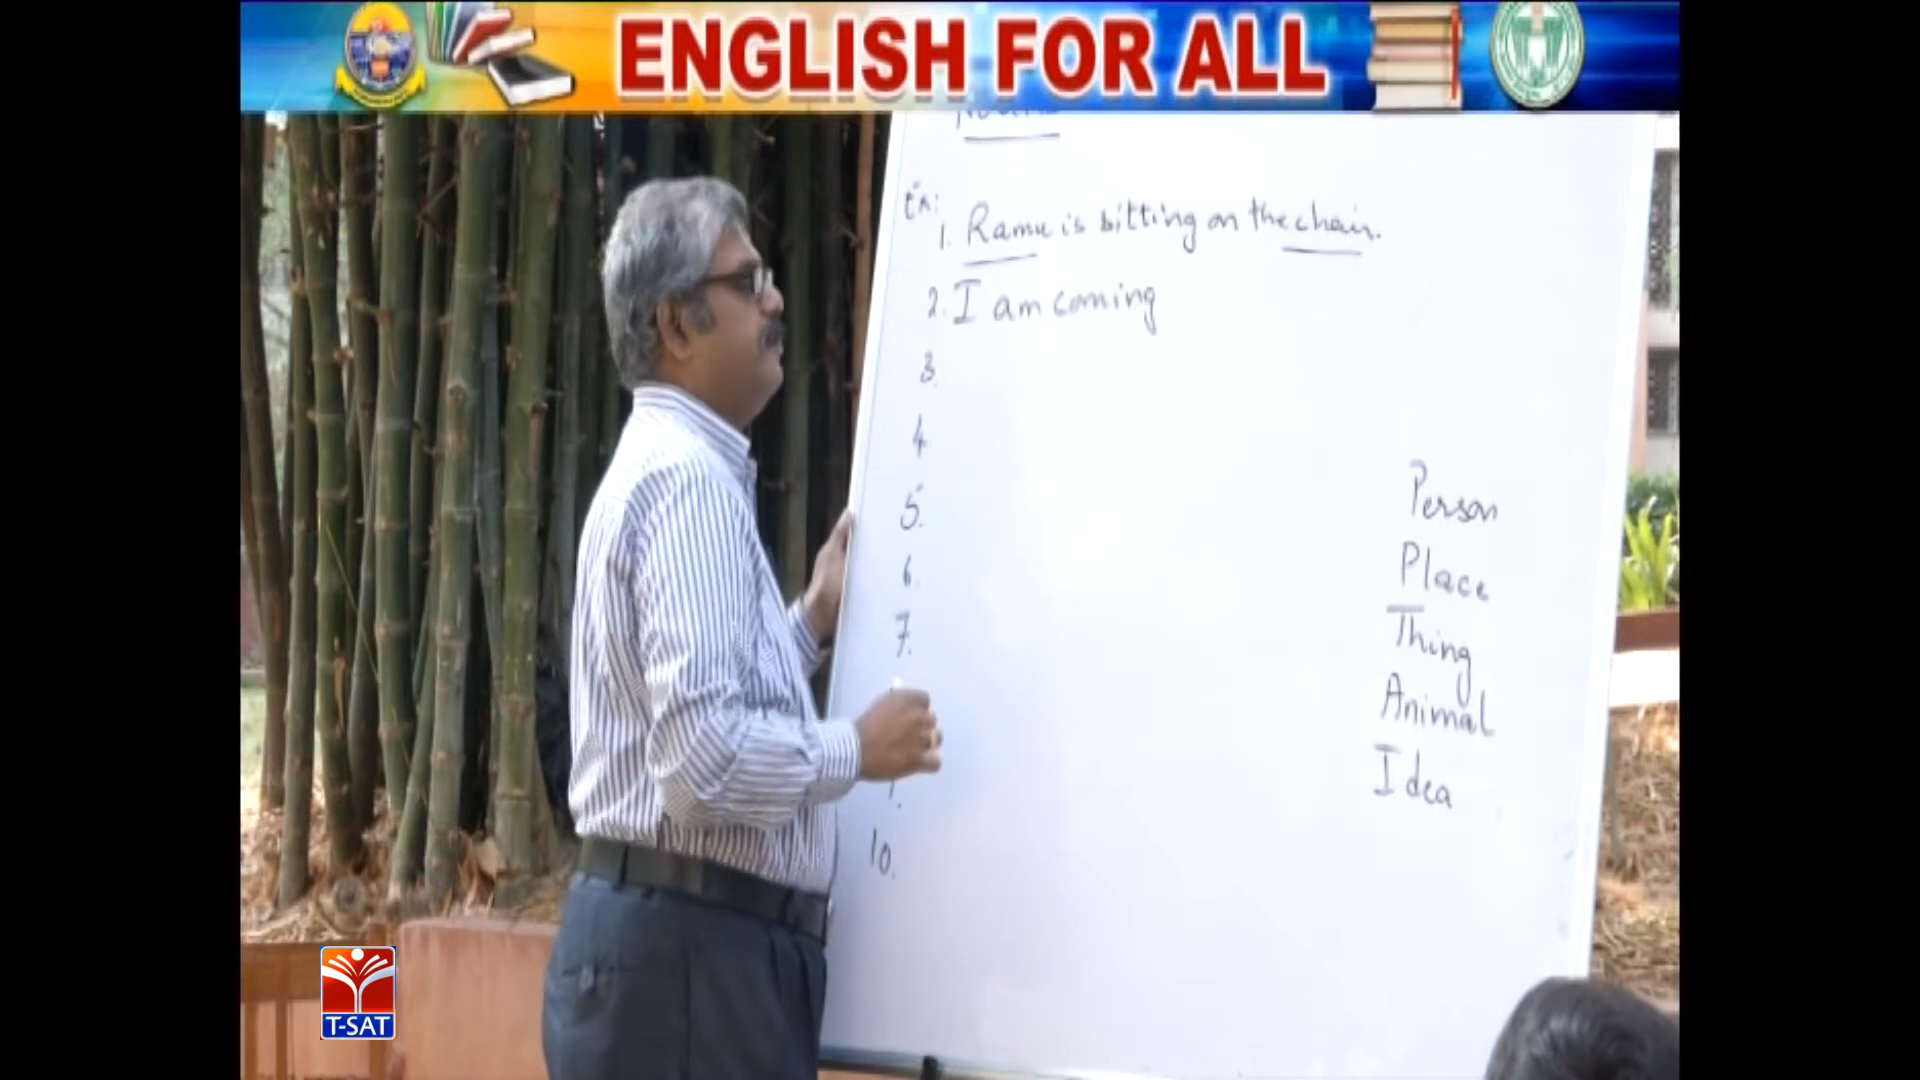 ENGLISH FOR ALL
Ex:
1. Ramu is sitting on the chair.
2. I am coming
3.
4.
5.
6.
7.
10.
Person
Place
Thing
Animal
Idea
T-SAT